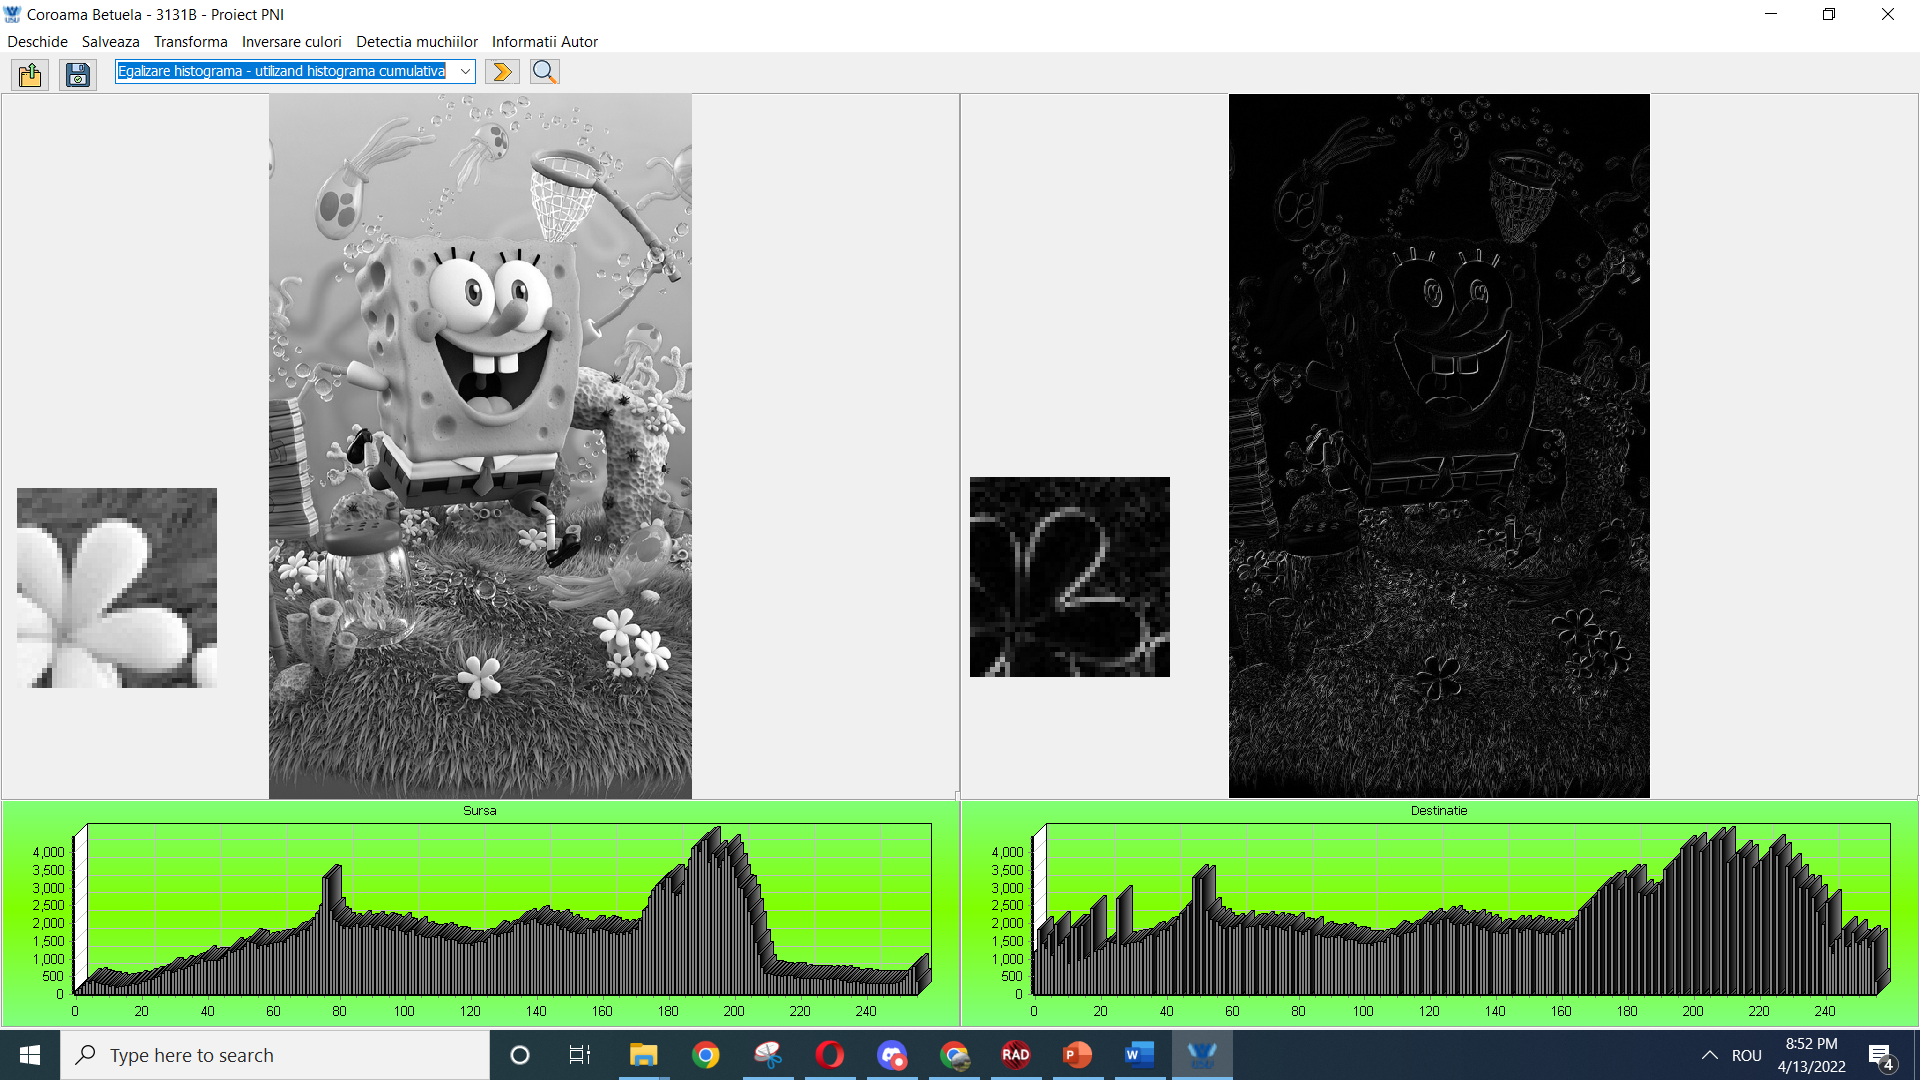 Coroama Betuela - 3131B - Proiect PNI
Deschide Salveaza Transforma Inversare culori Detectia muchiilor Informatii Autor
Egalizare histograma - utilizand histograma cumulativa
Sursa
4,000
3,500
3,000
2,500
2,000
1,500
1,000
500
0
0 20 40 60 80 100 120 140 160 180 200 220 240
Destinatie
4,000
3,500
3,000
2,500
2,000
1,500
1,000
500
0
0 20 40 60 80 100 120 140 160 180 200 220 240
Type here to search
RAD
ROU
8:52 PM
4/13/2022
4